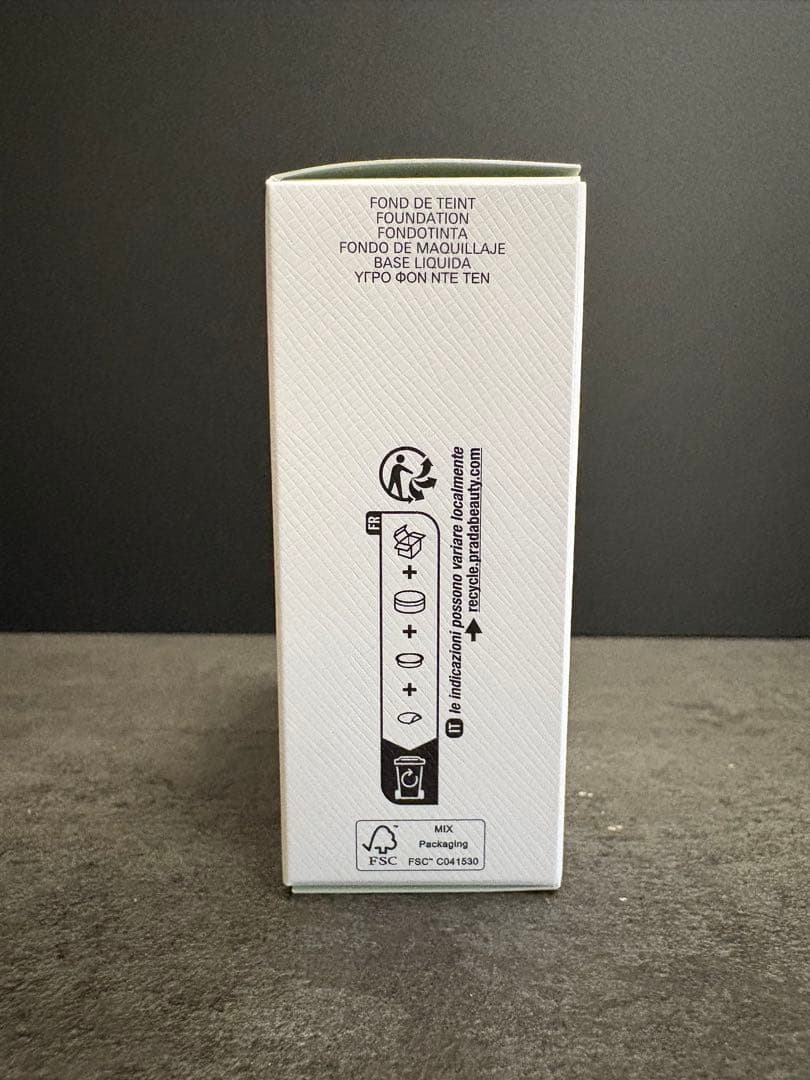 FOND DE TEINT
FOUNDATION
FONDOTINTA
FONDO DE MAQUILLAJE
BASE LIQUIDA
ΥΓΡΟ ΦΟΝ ΝΤΕ ΤΕΝ
FR
+
+
+
IT le indicazioni possono variare localmente
recycle.pradabeauty.com
FSC™
MIX
Packaging
FSC™ C041530